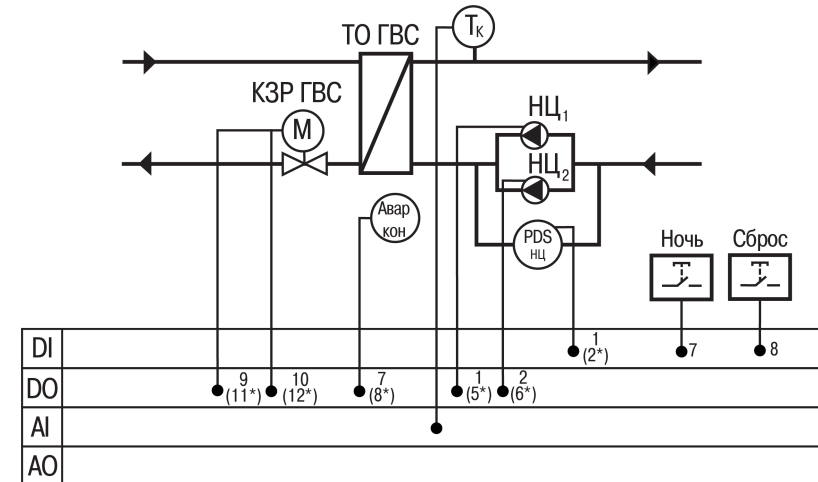 ТО ГВС
Тк
КЗР ГВС
М
НЦ1
НЦ2
Авар
кон
PDS
НЦ
Ночь
Сброс
DI
1
(2*)
7
8
DO
9
(11*)
10
(12*)
7
(8*)
1
(5*)
2
(6*)
AI
AO